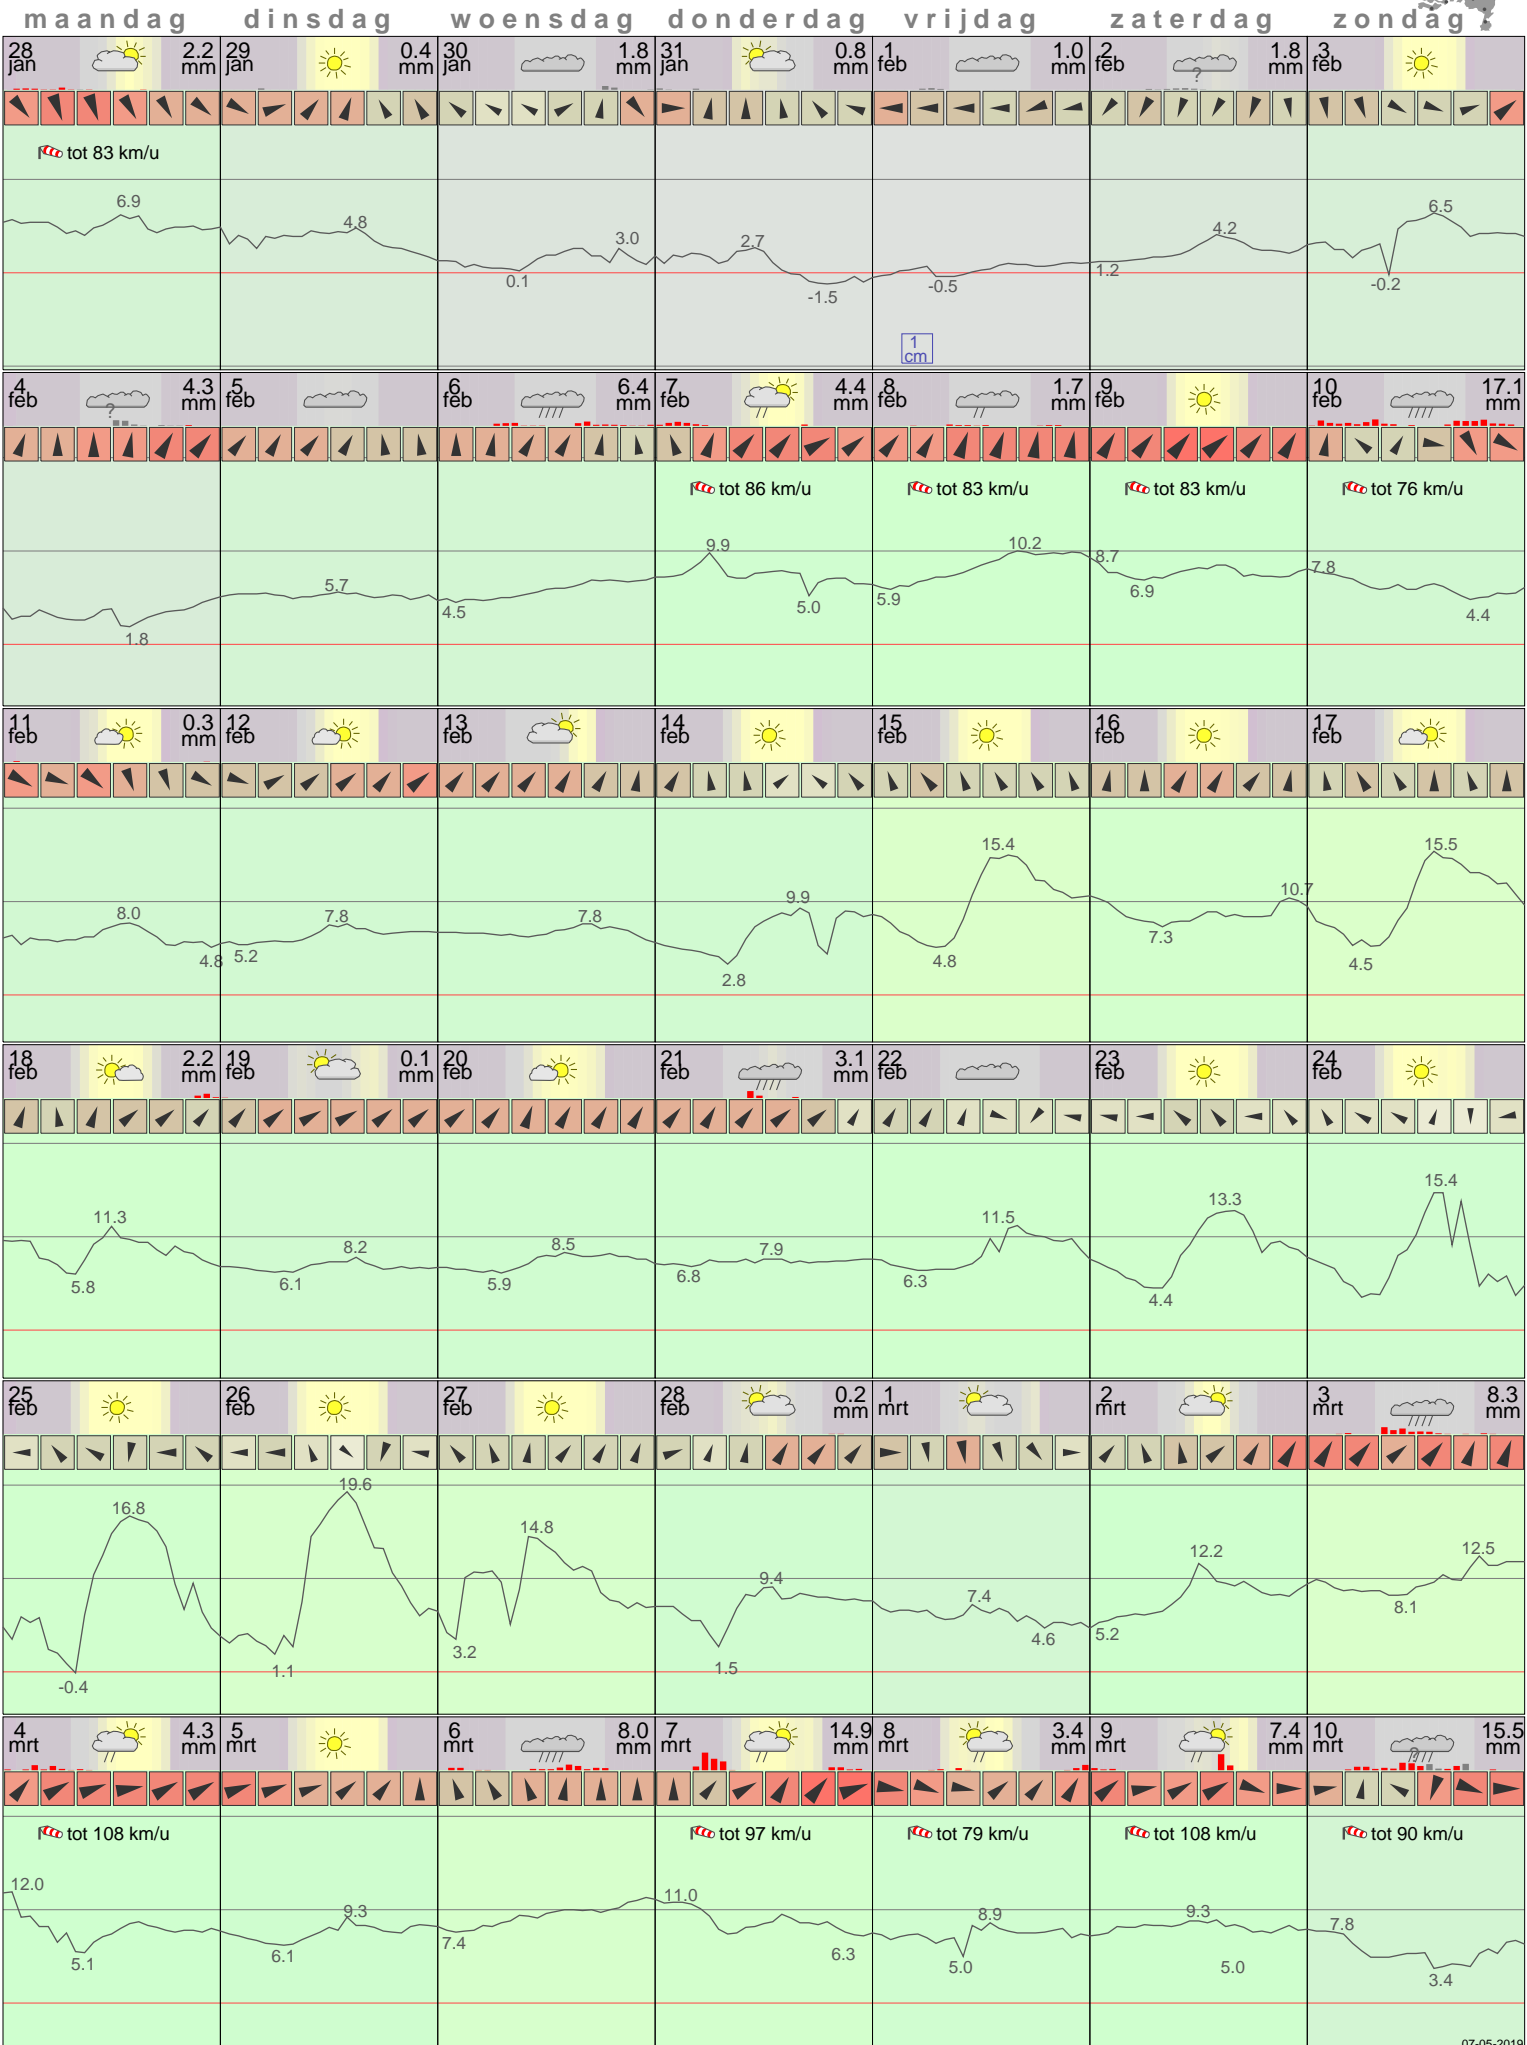 maandag dinsdag woensdag donderdag vrijdag zaterdag zondag
28 jan 2.2 mm 29 jan 0.4 mm 30 jan 1.8 mm 31 jan 0.8 mm 1 feb 1.0 mm 2 feb ? 1.8 mm 3 feb
tot 83 km/u
6.9 4.8 0.1 3.0 2.7 -1.5 -0.5 1.2 4.2 -0.2 6.5
1 cm
4 feb ? 4.3 mm 5 feb 6 feb 6.4 mm 7 feb 4.4 mm 8 feb 1.7 mm 9 feb 10 feb 17.1 mm
tot 86 km/u tot 83 km/u tot 83 km/u tot 76 km/u
1.8 5.7 4.5 9.9 5.0 5.9 10.2 8.7 6.9 7.8 4.4
11 feb 0.3 mm 12 feb 13 feb 14 feb 15 feb 16 feb 17 feb
8.0 4.8 5.2 7.8 7.8 2.8 9.9 4.8 15.4 7.3 10.7 4.5 15.5
18 feb 2.2 mm 19 feb 0.1 mm 20 feb 21 feb 3.1 mm 22 feb 23 feb 24 feb
5.8 11.3 6.1 8.2 5.9 8.5 6.8 7.9 6.3 11.5 4.4 13.3 15.4
25 feb 26 feb 27 feb 28 feb 0.2 mm 1 mrt 2 mrt 3 mrt 8.3 mm
-0.4 16.8 1.1 19.6 3.2 14.8 1.5 9.4 7.4 4.6 5.2 12.2 8.1 12.5
4 mrt 4.3 mm 5 mrt 6 mrt 8.0 mm 7 mrt 14.9 mm 8 mrt 3.4 mm 9 mrt 7.4 mm 10 mrt ? 15.5 mm
tot 108 km/u tot 97 km/u tot 79 km/u tot 108 km/u tot 90 km/u
12.0 5.1 6.1 9.3 7.4 11.0 6.3 5.0 8.9 9.3 5.0 7.8 3.4
07-05-2019